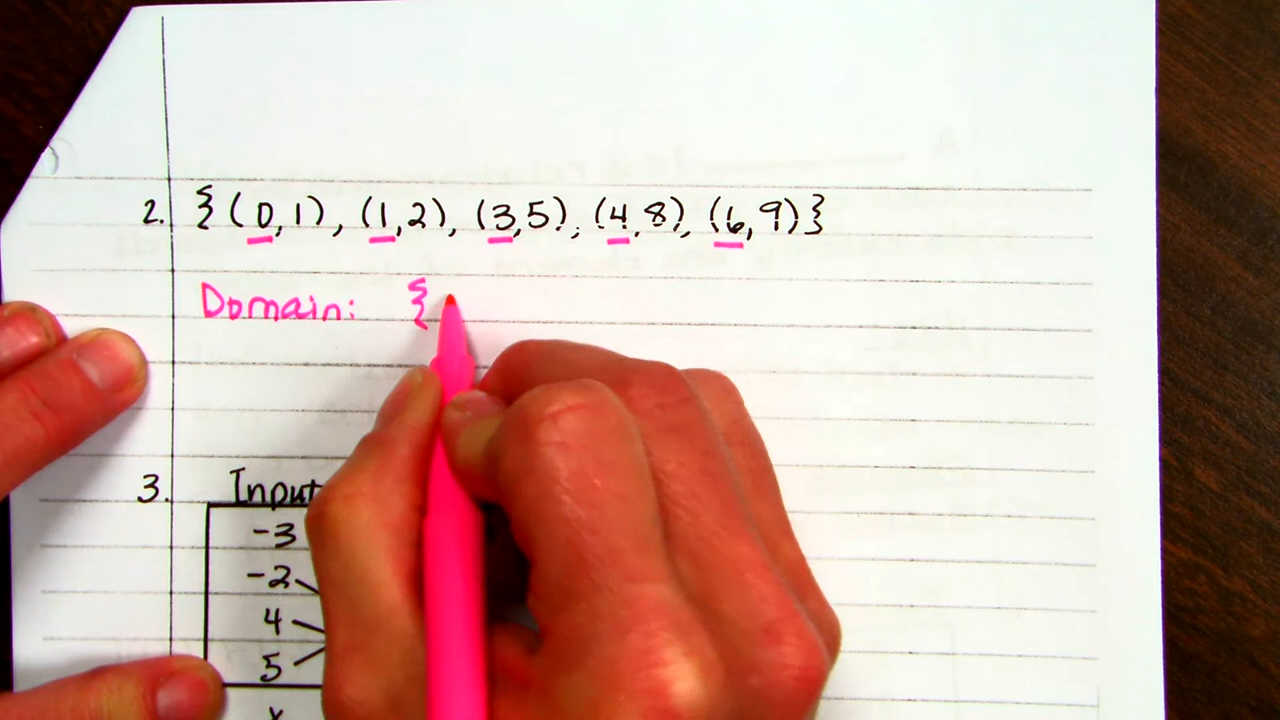 2. {(0,1), (1,2), (3,5), (4,8), (6,9)}
Domain: {
3. Input
-3
-2
4
5
x